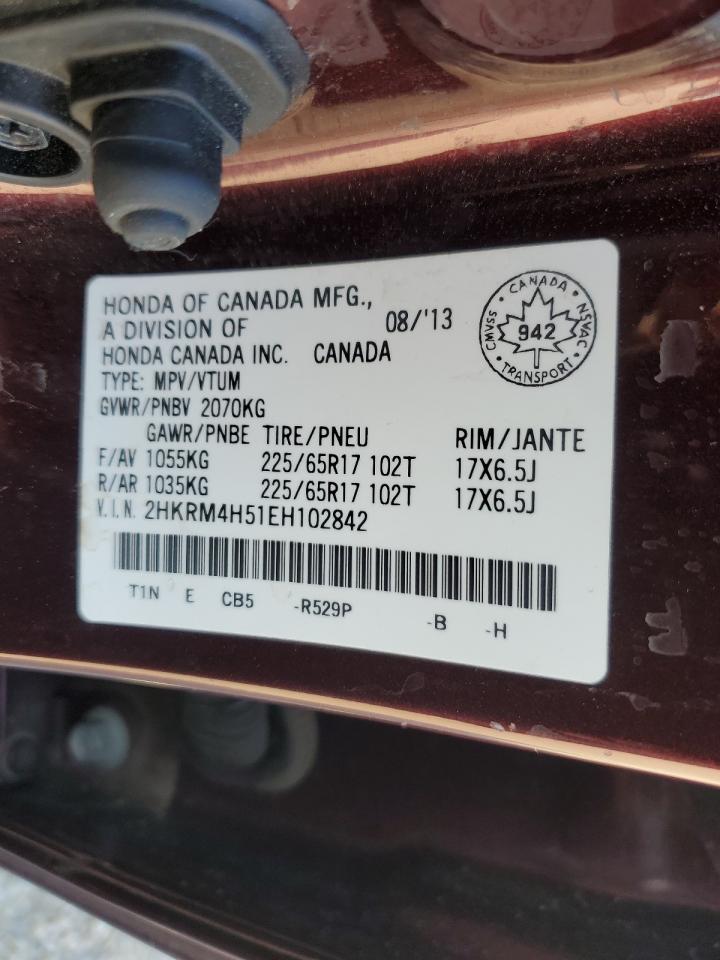 HONDA OF CANADA MFG.,
A DIVISION OF
HONDA CANADA INC. CANADA
08/'13
CANADA
CMVSS
942
NSVAC
TRANSPORT
TYPE: MPV/VTUM
GVWR/PNBV 2070KG
GAWR/PNBE TIRE/PNEU RIM/JANTE
F/AV 1055KG 225/65R17 102T 17X6.5J
R/AR 1035KG 225/65R17 102T 17X6.5J
V.I.N. 2HKRM4H51EH102842
T1N E CB5 -R529P -B -H